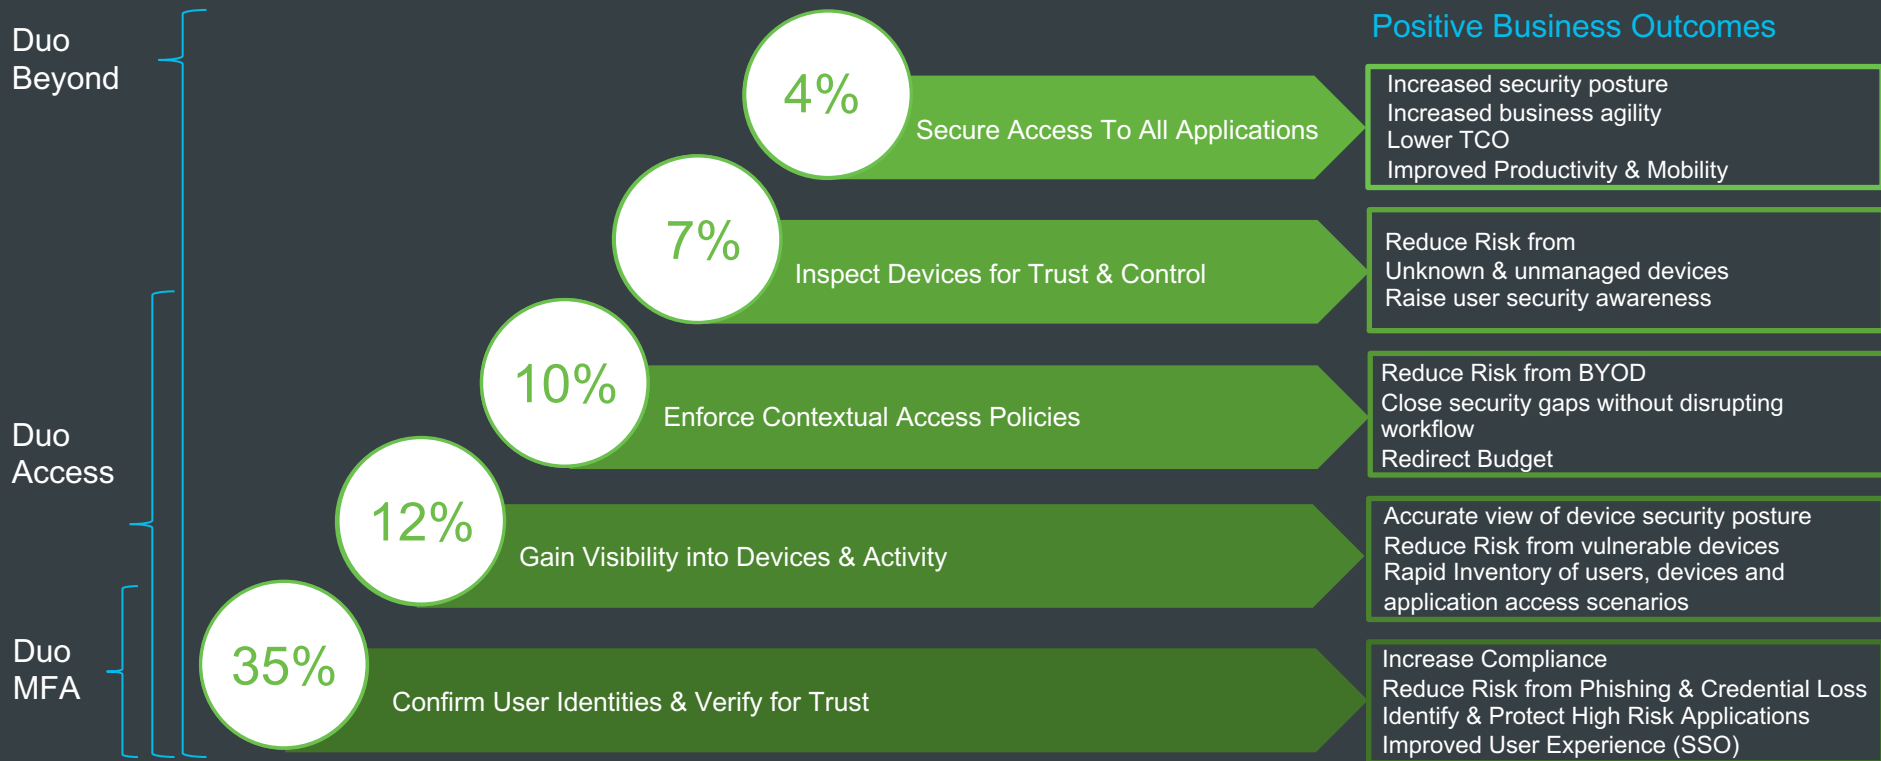 Duo
Beyond
Positive Business Outcomes
4%
Secure Access To All Applications
Increased security posture
Increased business agility
Lower TCO
Improved Productivity & Mobility
7%
Inspect Devices for Trust & Control
Reduce Risk from
Unknown & unmanaged devices
Raise user security awareness
Duo
Access
10%
Enforce Contextual Access Policies
Reduce Risk from BYOD
Close security gaps without disrupting
workflow
Redirect Budget
12%
Gain Visibility into Devices & Activity
Accurate view of device security posture
Reduce Risk from vulnerable devices
Rapid Inventory of users, devices and
application access scenarios
Duo
MFA
35%
Confirm User Identities & Verify for Trust
Increase Compliance
Reduce Risk from Phishing & Credential Loss
Identify & Protect High Risk Applications
Improved User Experience (SSO)